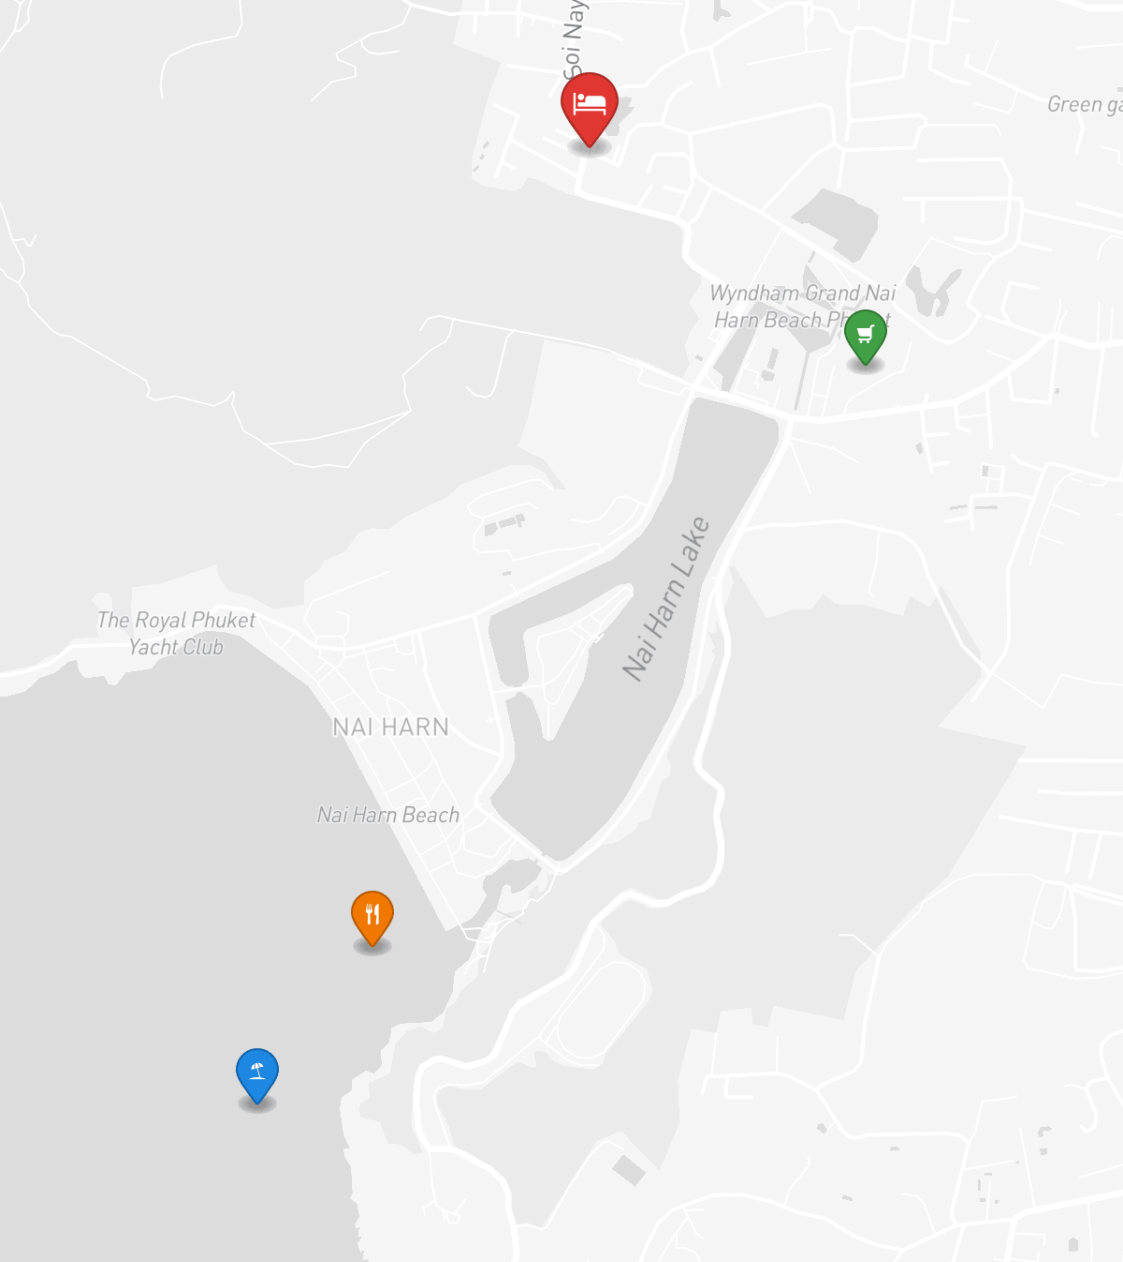 Soi Nay
Green ga
Wyndham Grand Nai
Harn Beach Phuket
Nai Harn Lake
The Royal Phuket
Yacht Club
NAI HARN
Nai Harn Beach